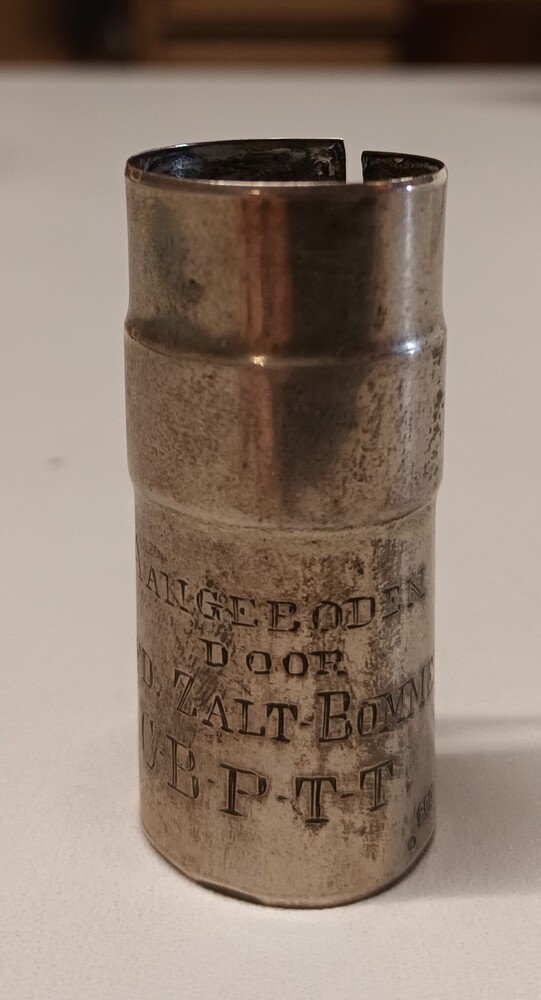 AANGEBODEN
DOOR
D. ZALT-BOMME
C·B·P·T·T